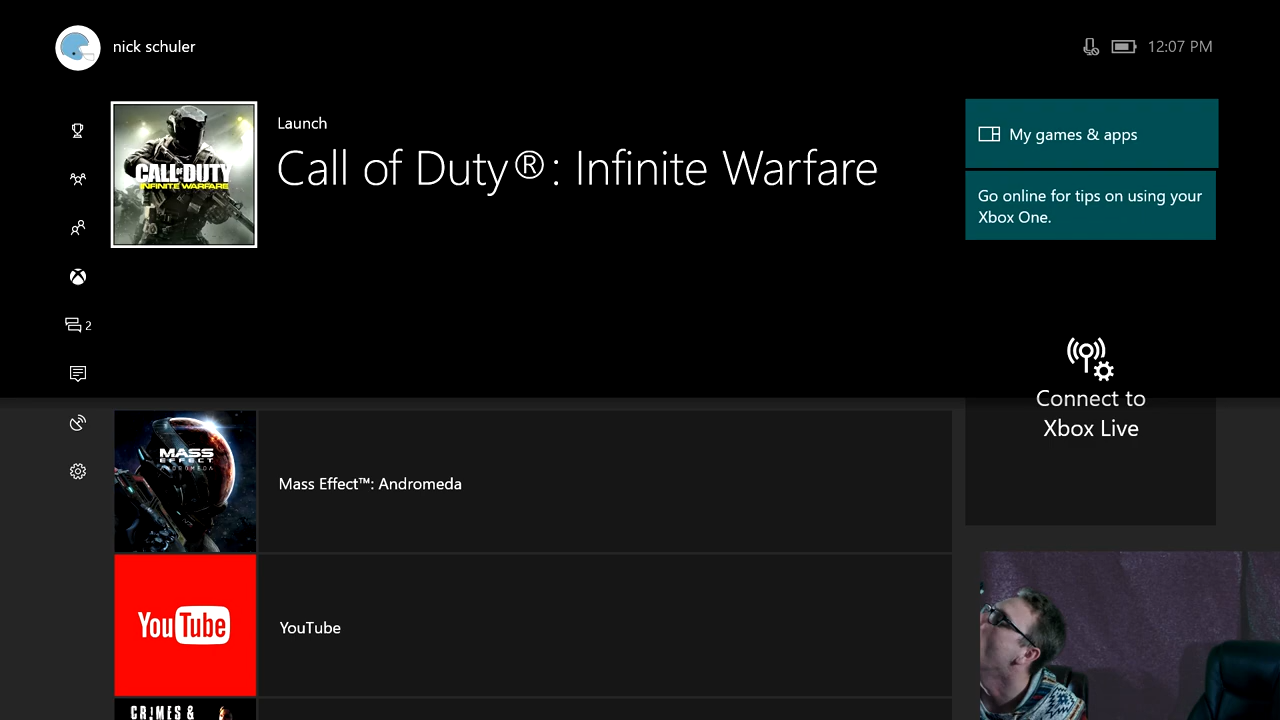 nick schuler
12:07 PM
CALL OF DUTY
INFINITE WARFARE
Launch
Call of Duty®: Infinite Warfare
My games & apps
Go online for tips on using your
Xbox One.
2
Connect to
Xbox Live
MASS
EFFECT
ANDROMEDA
Mass Effect™: Andromeda
YouTube
YouTube
CRIMES &